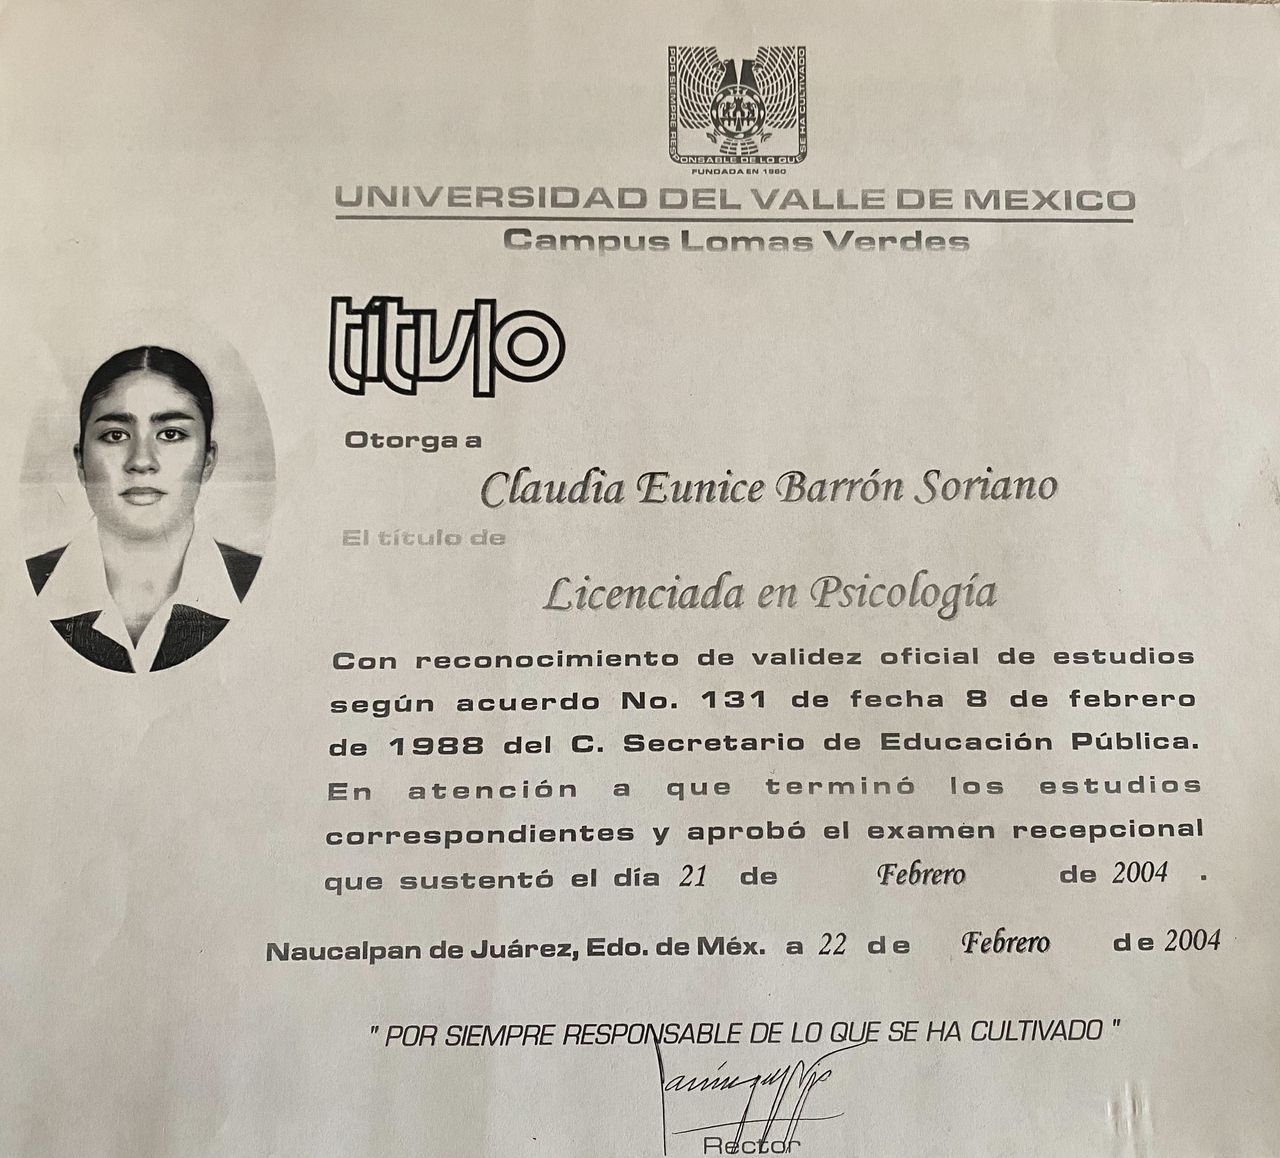 POR SIEMPRE RESPONSABLE DE LO QUE SE HA CULTIVADO
FUNDADA EN 1960
UNIVERSIDAD DEL VALLE DE MEXICO
Campus Lomas Verdes
título
Otorga a
Claudia Eunice Barrón Soriano
El título de
Licenciada en Psicología
Con reconocimiento de validez oficial de estudios
según acuerdo No. 131 de fecha 8 de febrero
de 1988 del C. Secretario de Educación Pública.
En atención a que terminó los estudios
correspondientes y aprobó el examen recepcional
que sustentó el día 21 de Febrero de 2004 .
Naucalpan de Juárez, Edo. de Méx. a 22 de Febrero de 2004
" POR SIEMPRE RESPONSABLE DE LO QUE SE HA CULTIVADO "
Rector